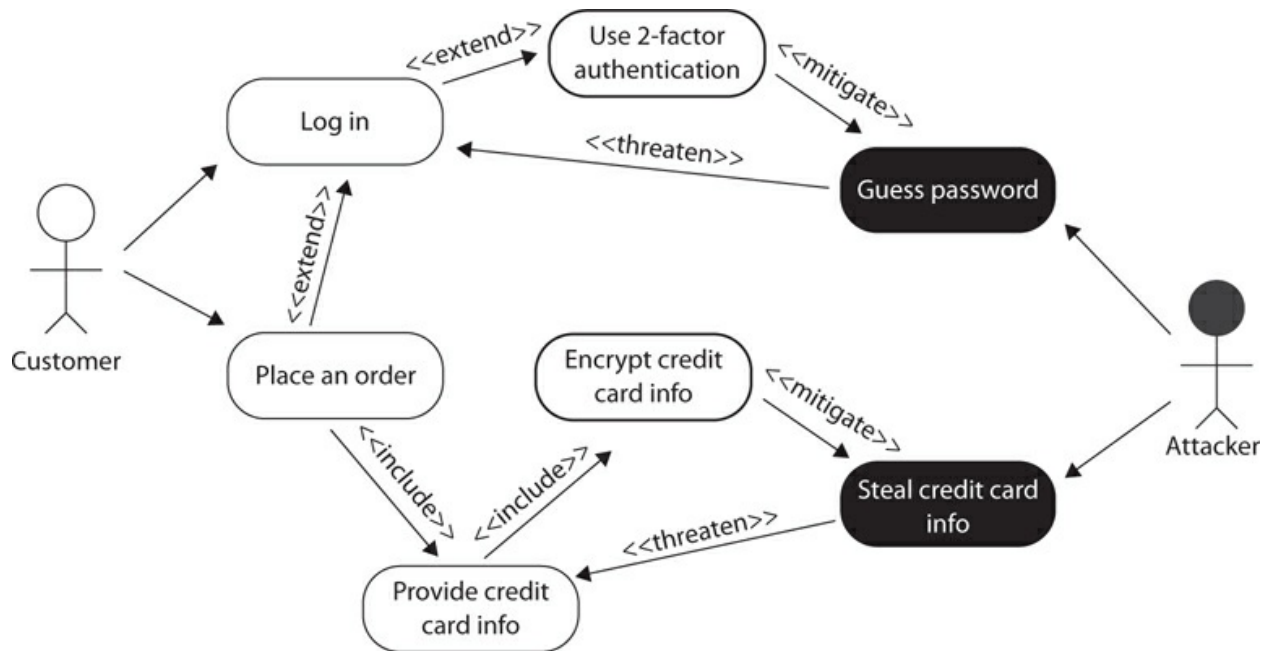 <<extend>>
Use 2-factor
authentication
<<mitigate>>
Log in
<<threaten>>
Guess password
<<extend>>
Customer
Place an order
Encrypt credit
card info
<<mitigate>>
Attacker
<<include>>
<<include>>
Steal credit card
info
<<threaten>>
Provide credit
card info